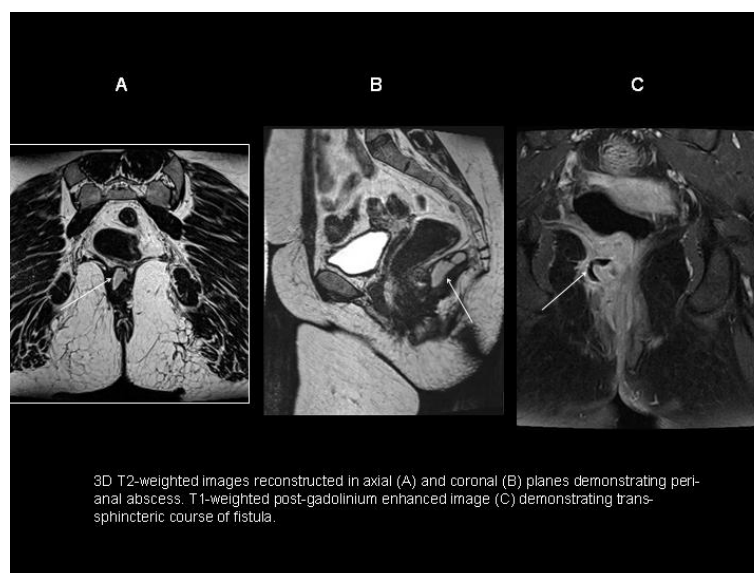 A B C
3D T2-weighted images reconstructed in axial (A) and coronal (B) planes demonstrating peri-
anal abscess. T1-weighted post-gadolinium enhanced image (C) demonstrating trans-
sphincteric course of fistula.